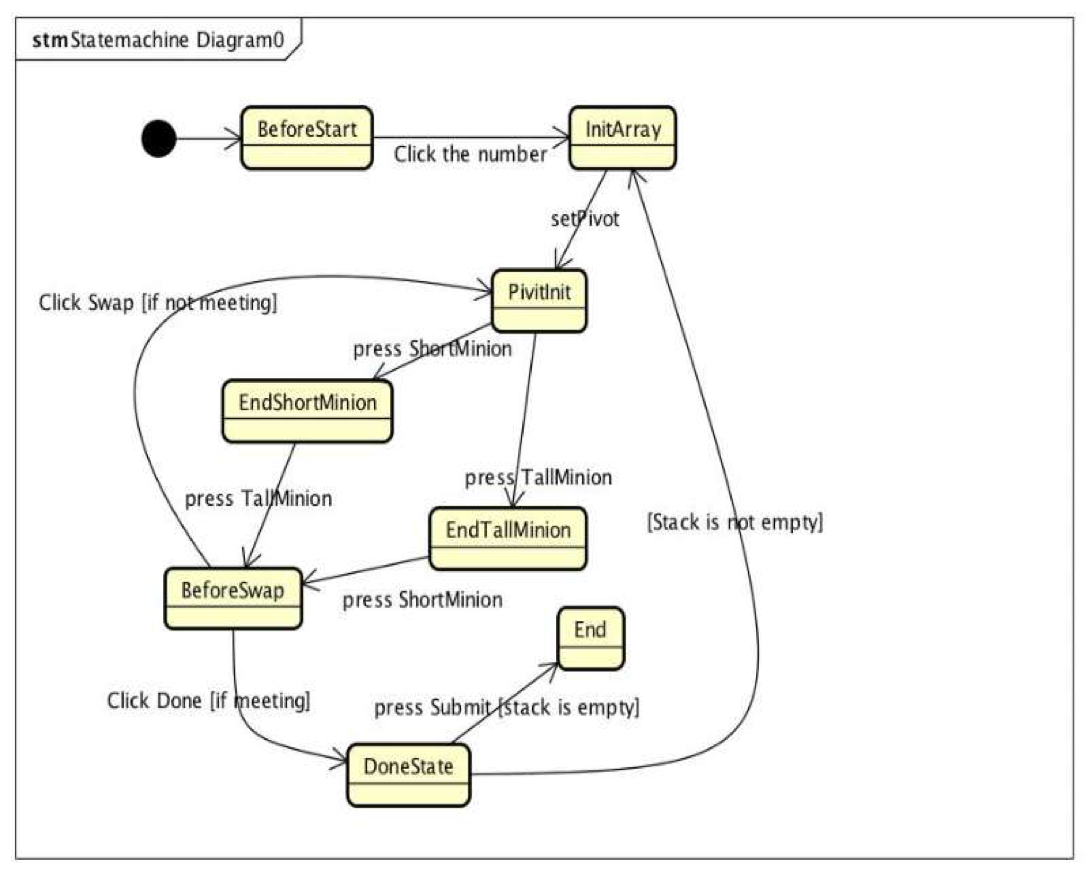 stm Statemachine Diagram0
BeforeStart
InitArray
Click the number
setPivot
PivitInit
Click Swap [if not meeting]
press ShortMinion
EndShortMinion
press TallMinion
press TallMinion
[Stack is not empty]
EndTallMinion
BeforeSwap
press ShortMinion
End
Click Done [if meeting]
press Submit [stack is empty]
DoneState